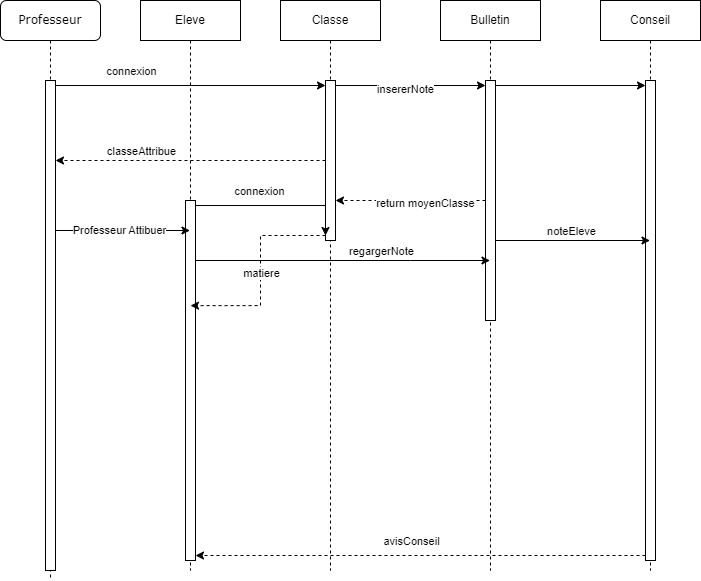 Professeur
Eleve
Classe
Bulletin
Conseil
connexion
insererNote
classeAttribue
connexion
return moyenClasse
Professeur Attibuer
noteEleve
regargerNote
matiere
avisConseil